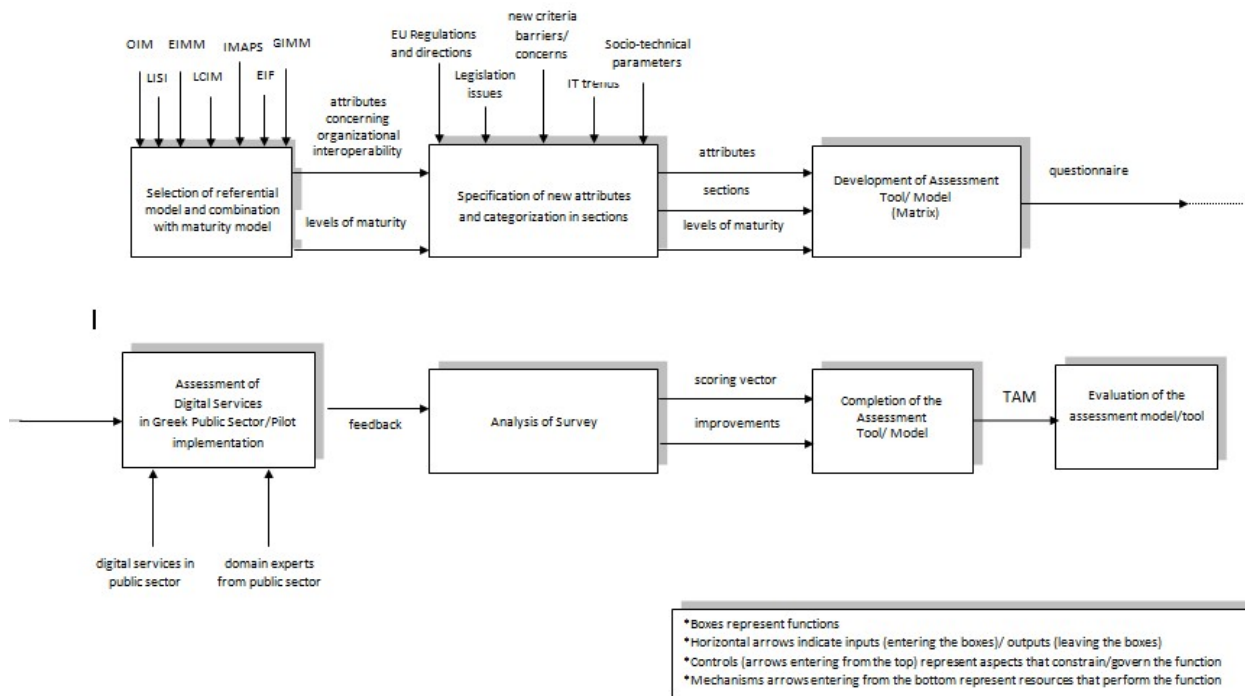 OIM
EIMM
IMAPS
GIMM
LISI
LCIM
EIF
attributes
concerning
organizational
interoperability
levels of maturity
Selection of referential
model and combination
with maturity model
EU Regulations
and directions
Legislation
issues
new criteria
barriers/
concerns
IT trends
Socio-technical
parameters
Specification of new attributes
and categorization in sections
attributes
sections
levels of maturity
Development of Assessment
Tool/ Model
(Matrix)
questionnaire
Assessment of
Digital Services
in Greek Public Sector/Pilot
implementation
digital services in
public sector
domain experts
from public sector
feedback
Analysis of Survey
scoring vector
improvements
Completion of the
Assessment
Tool/ Model
TAM
Evaluation of the
assessment model/tool
*Boxes represent functions
*Horizontal arrows indicate inputs (entering the boxes)/ outputs (leaving the boxes)
*Controls (arrows entering from the top) represent aspects that constrain/govern the function
*Mechanisms arrows entering from the bottom represent resources that perform the function